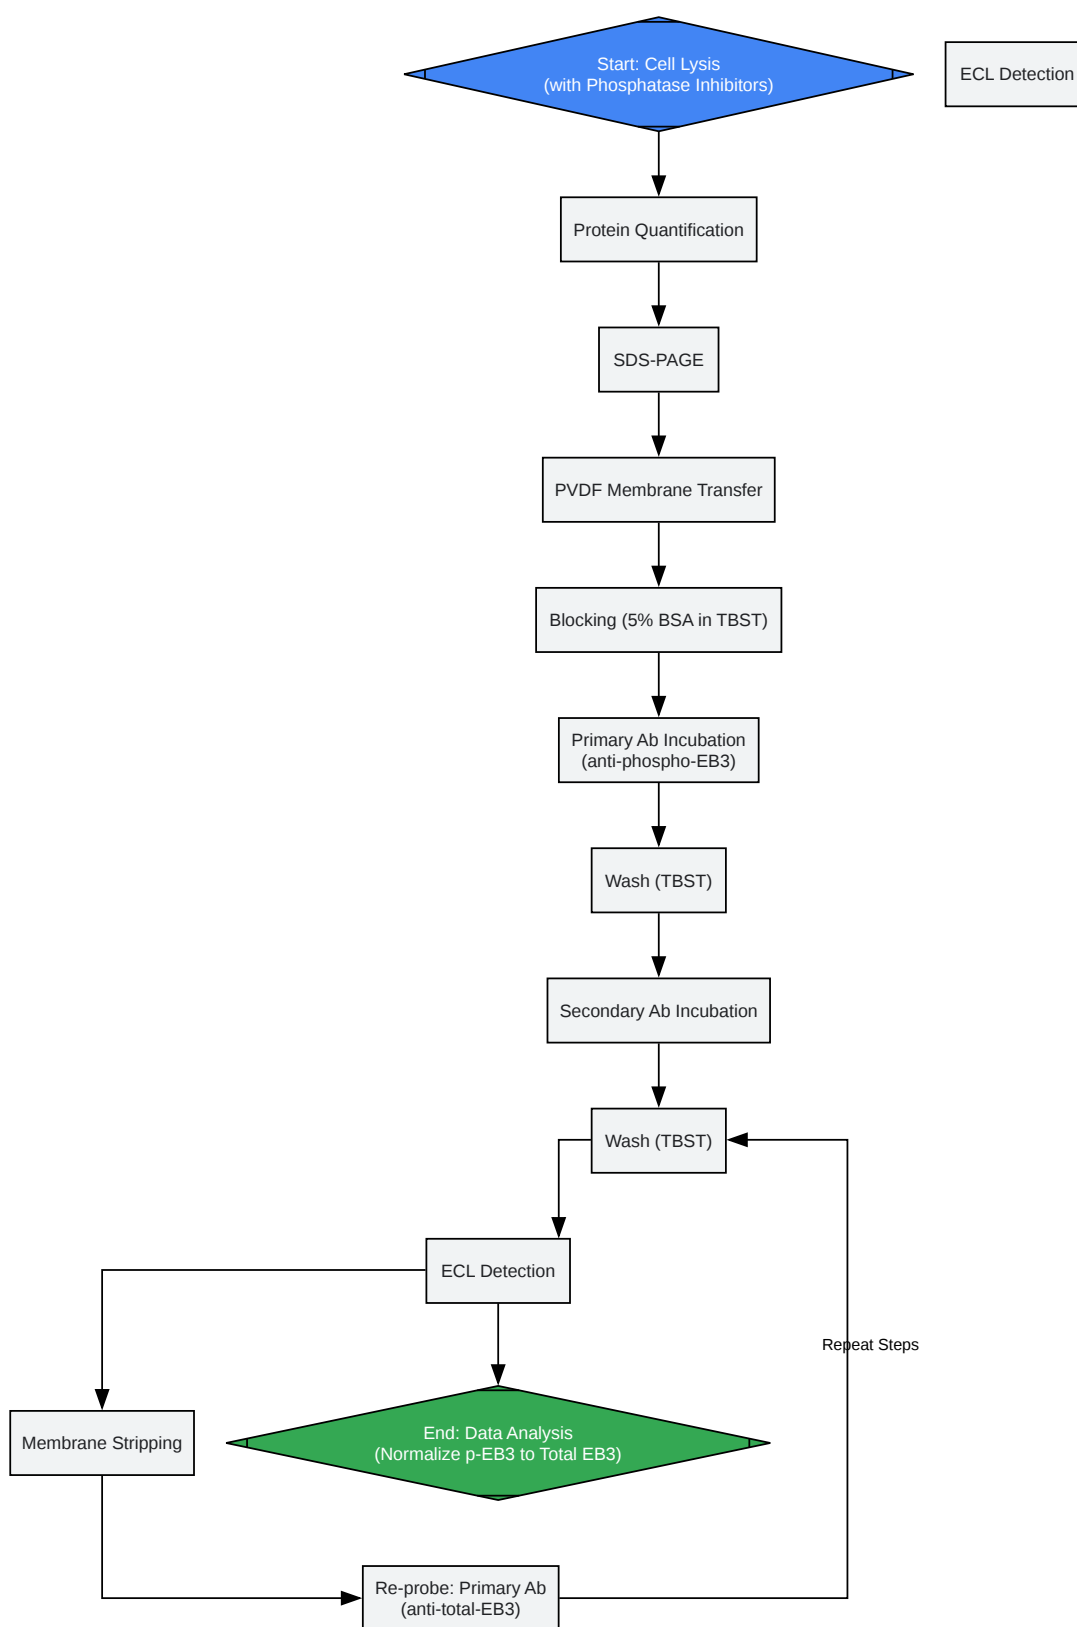 Start: Cell Lysis
(with Phosphatase Inhibitors)
ECL Detection
Protein Quantification
SDS-PAGE
PVDF Membrane Transfer
Blocking (5% BSA in TBST)
Primary Ab Incubation
(anti-phospho-EB3)
Wash (TBST)
Secondary Ab Incubation
Wash (TBST)
ECL Detection
Repeat Steps
Membrane Stripping
End: Data Analysis
(Normalize p-EB3 to Total EB3)
Re-probe: Primary Ab
(anti-total-EB3)